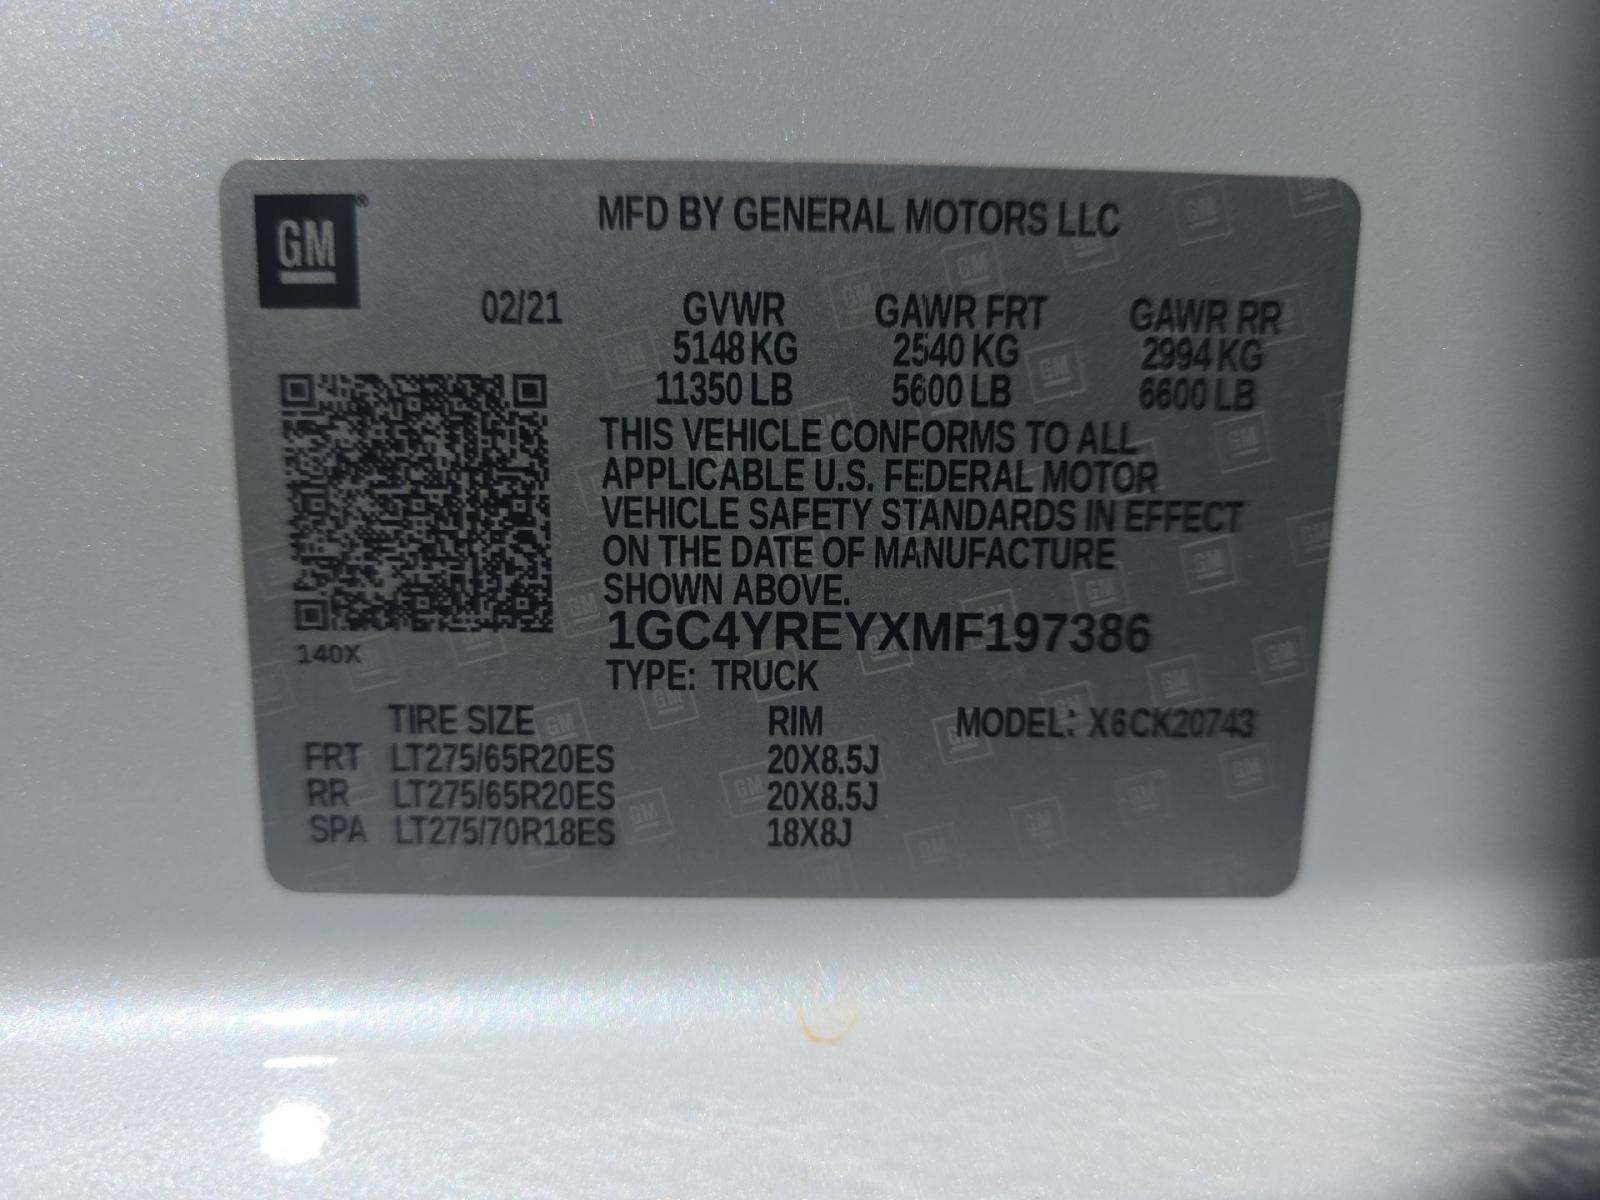 GM®
MFD BY GENERAL MOTORS LLC
02/21 GVWR GAWR FRT GAWR RR
5148 KG 2540 KG 2994 KG
11350 LB 5600 LB 6600 LB
THIS VEHICLE CONFORMS TO ALL
APPLICABLE U.S. FEDERAL MOTOR
VEHICLE SAFETY STANDARDS IN EFFECT
ON THE DATE OF MANUFACTURE
SHOWN ABOVE.
1GC4YREYXMF197386
140X
TYPE: TRUCK
TIRE SIZE RIM MODEL: X6CK20743
FRT LT275/65R20ES 20X8.5J
RR LT275/65R20ES 20X8.5J
SPA LT275/70R18ES 18X8J